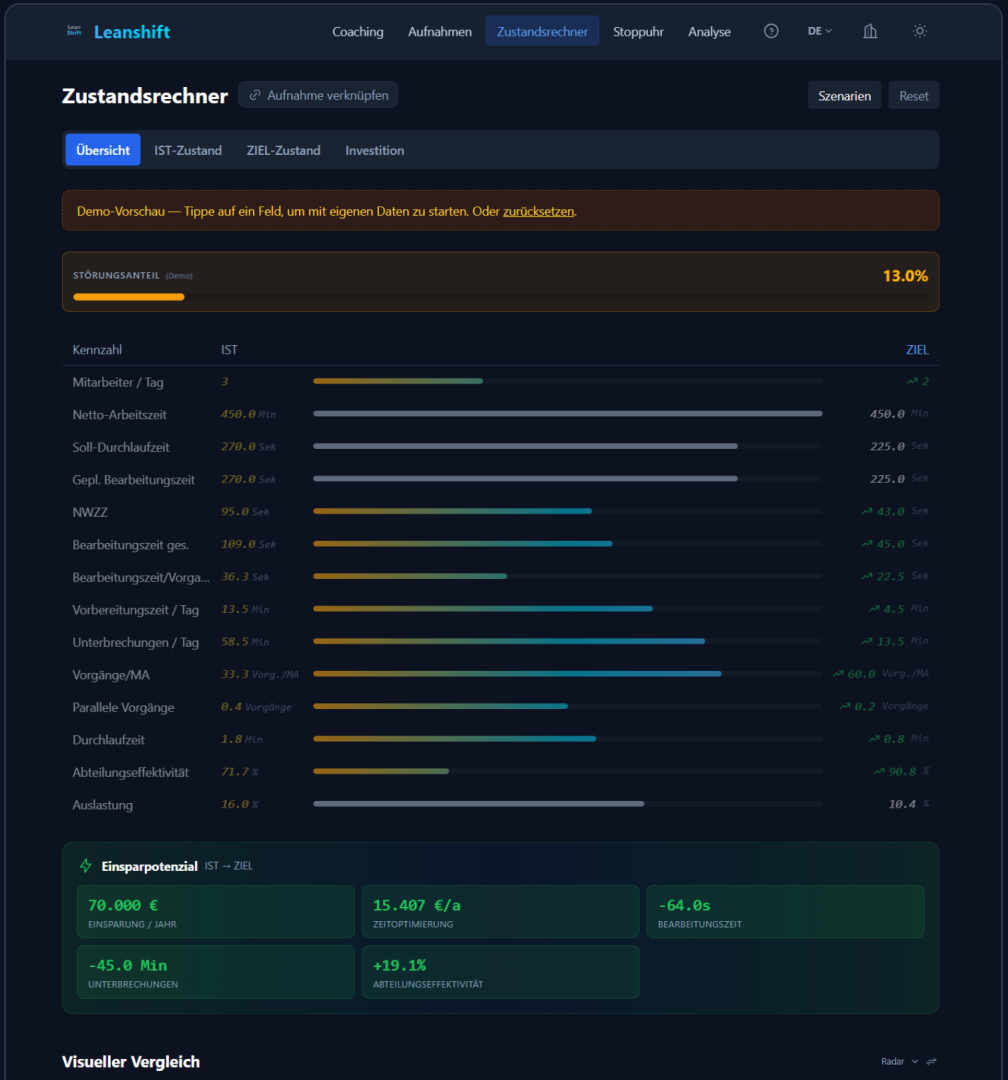 Lean Shift Leanshift Coaching Aufnahmen Zustandsrechner Stoppuhr Analyse ? DE
Zustandsrechner Aufnahme verknüpfen Szenarien Reset
Übersicht IST-Zustand ZIEL-Zustand Investition
Demo-Vorschau — Tippe auf ein Feld, um mit eigenen Daten zu starten. Oder zurücksetzen.
STÖRUNGSANTEIL (Demo) 13.0%
Kennzahl IST ZIEL
Mitarbeiter / Tag 3 2
Netto-Arbeitszeit 450.0 Min 450.0 Min
Soll-Durchlaufzeit 270.0 Sek 225.0 Sek
Gepl. Bearbeitungszeit 270.0 Sek 225.0 Sek
NWZZ 95.0 Sek 43.0 Sek
Bearbeitungszeit ges. 109.0 Sek 45.0 Sek
Bearbeitungszeit/Vorga... 36.3 Sek 22.5 Sek
Vorbereitungszeit / Tag 13.5 Min 4.5 Min
Unterbrechungen / Tag 58.5 Min 13.5 Min
Vorgänge/MA 33.3 Vorg./MA 60.0 Vorg./MA
Parallele Vorgänge 0.4 Vorgänge 0.2 Vorgänge
Durchlaufzeit 1.8 Min 0.8 Min
Abteilungseffektivität 71.7 % 90.8 %
Auslastung 16.0 % 10.4 %
Einsparpotenzial IST → ZIEL
70.000 € 15.407 €/a -64.0s
EINSPARUNG / JAHR ZEITOPTIMIERUNG BEARBEITUNGSZEIT
-45.0 Min +19.1%
UNTERBRECHUNGEN ABTEILUNGSEFFEKTIVITÄT
Visueller Vergleich Radar